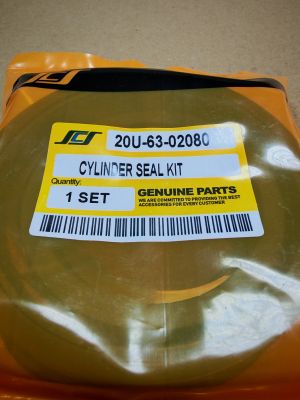 SCS
SCS
20U-63-02080
CYLINDER SEAL KIT
Quantity:
1 SET
GENUINE PARTS
WE ARE COMMITTED TO PROVIDING THE BEST
ACCESSORIES FOR EVERY CUSTOMER